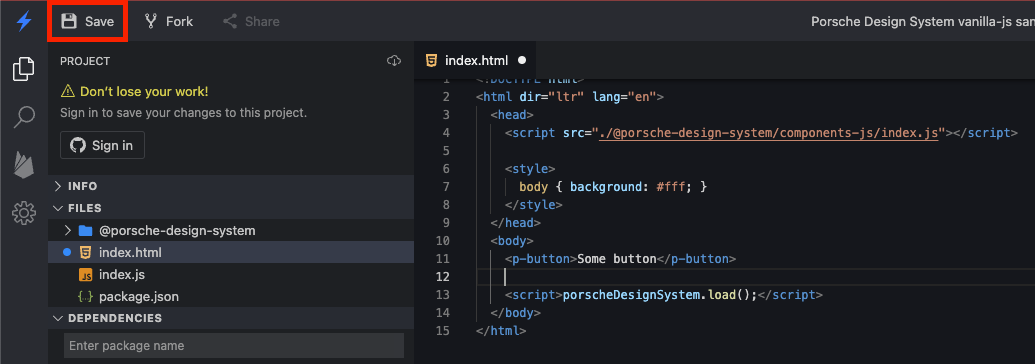 Save
Fork
Share
Porsche Design System vanilla-js san
PROJECT
Don't lose your work!
Sign in to save your changes to this project.
Sign in
INFO
FILES
@porsche-design-system
index.html
JS index.js
{..} package.json
DEPENDENCIES
Enter package name
index.html
1 <!DOCTYPE html>
2 <html dir="ltr" lang="en">
3 <head>
4 <script src="./@porsche-design-system/components-js/index.js"></script>
5
6 <style>
7 body { background: #fff; }
8 </style>
9 </head>
10 <body>
11 <p-button>Some button</p-button>
12
13 <script>porscheDesignSystem.load();</script>
14 </body>
15 </html>